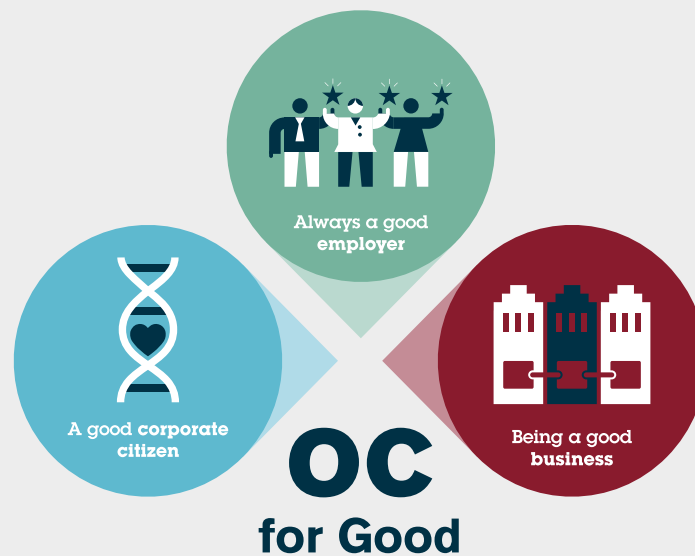 Always a good
employer
A good corporate
citizen
Being a good
business
OC
for Good